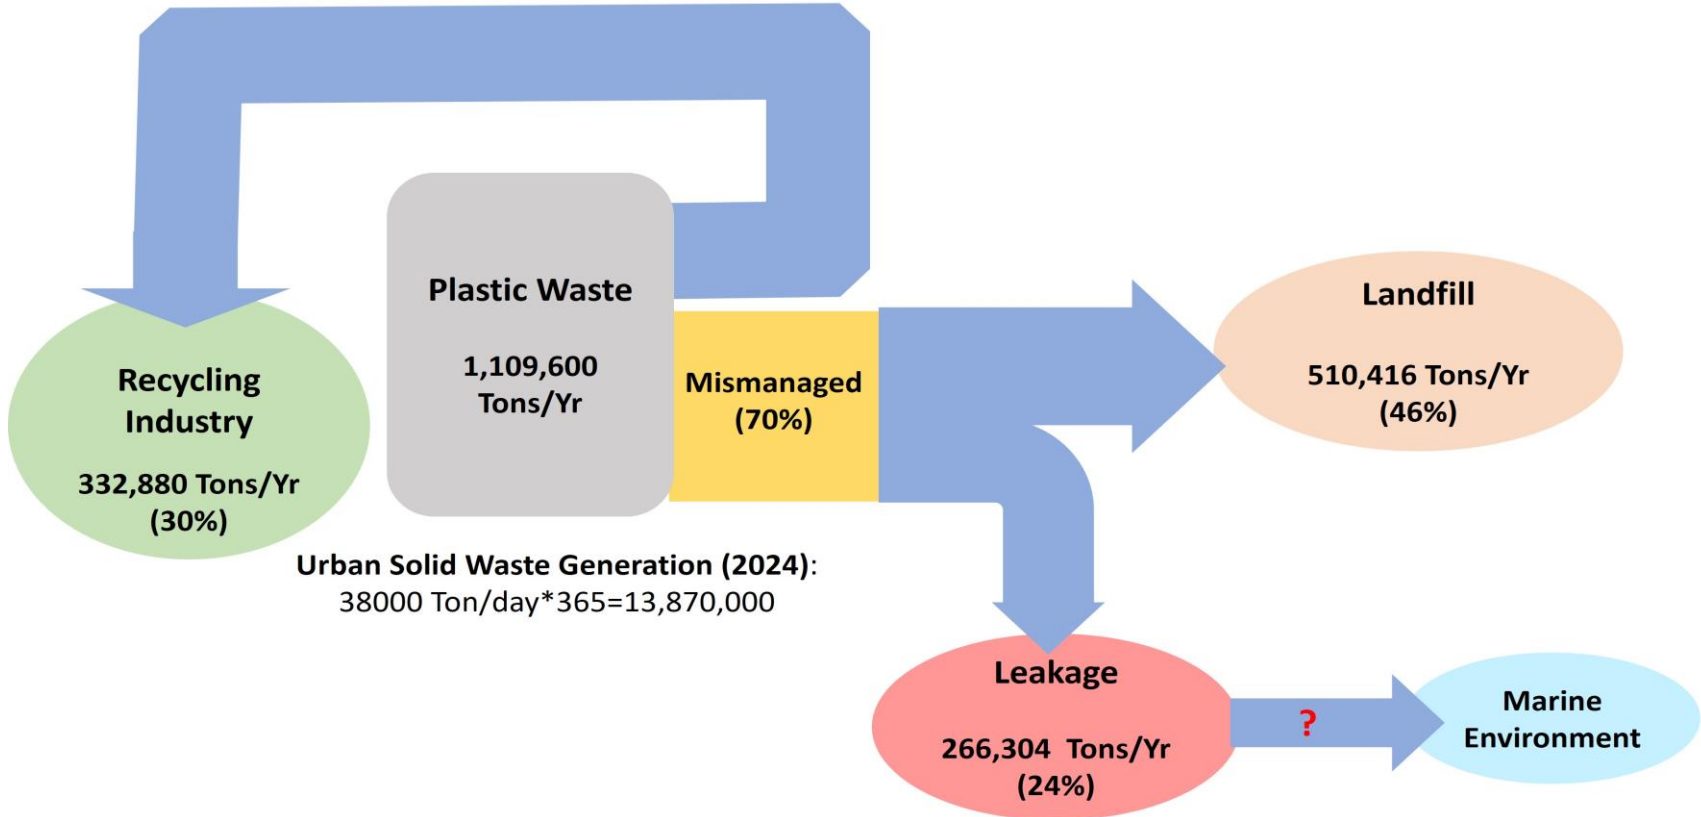 Plastic Waste
1,109,600
Tons/Yr
Mismanaged
(70%)
Recycling
Industry
332,880 Tons/Yr
(30%)
Landfill
510,416 Tons/Yr
(46%)
Urban Solid Waste Generation (2024):
38000 Ton/day*365=13,870,000
Leakage
266,304  Tons/Yr
(24%)
?
Marine
Environment